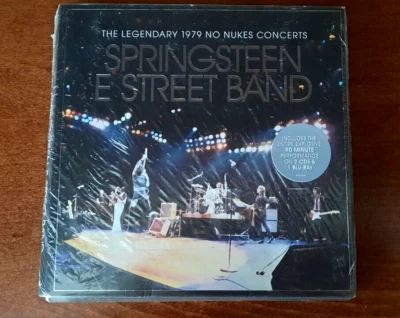 THE LEGENDARY 1979 NO NUKES CONCERTS
SPRINGSTEEN
E STREET BAND
INCLUDES THE
ENTIRE EXPLOSIVE
90 MINUTE
PERFORMANCE
ON 2 CDS &
1 BLU-RAY